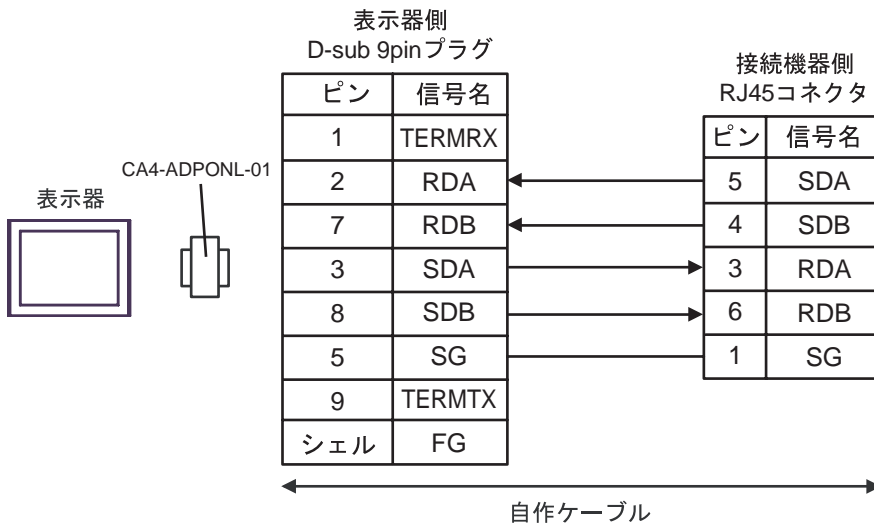 表示器側
D-sub 9pinプラグ
接続機器側
RJ45コネクタ
CA4-ADPONL-01
表示器
ピン 信号名
1 TERMRX
2 RDA
7 RDB
3 SDA
8 SDB
5 SG
9 TERMTX
シェル FG
ピン 信号名
5 SDA
4 SDB
3 RDA
6 RDB
1 SG
自作ケーブル